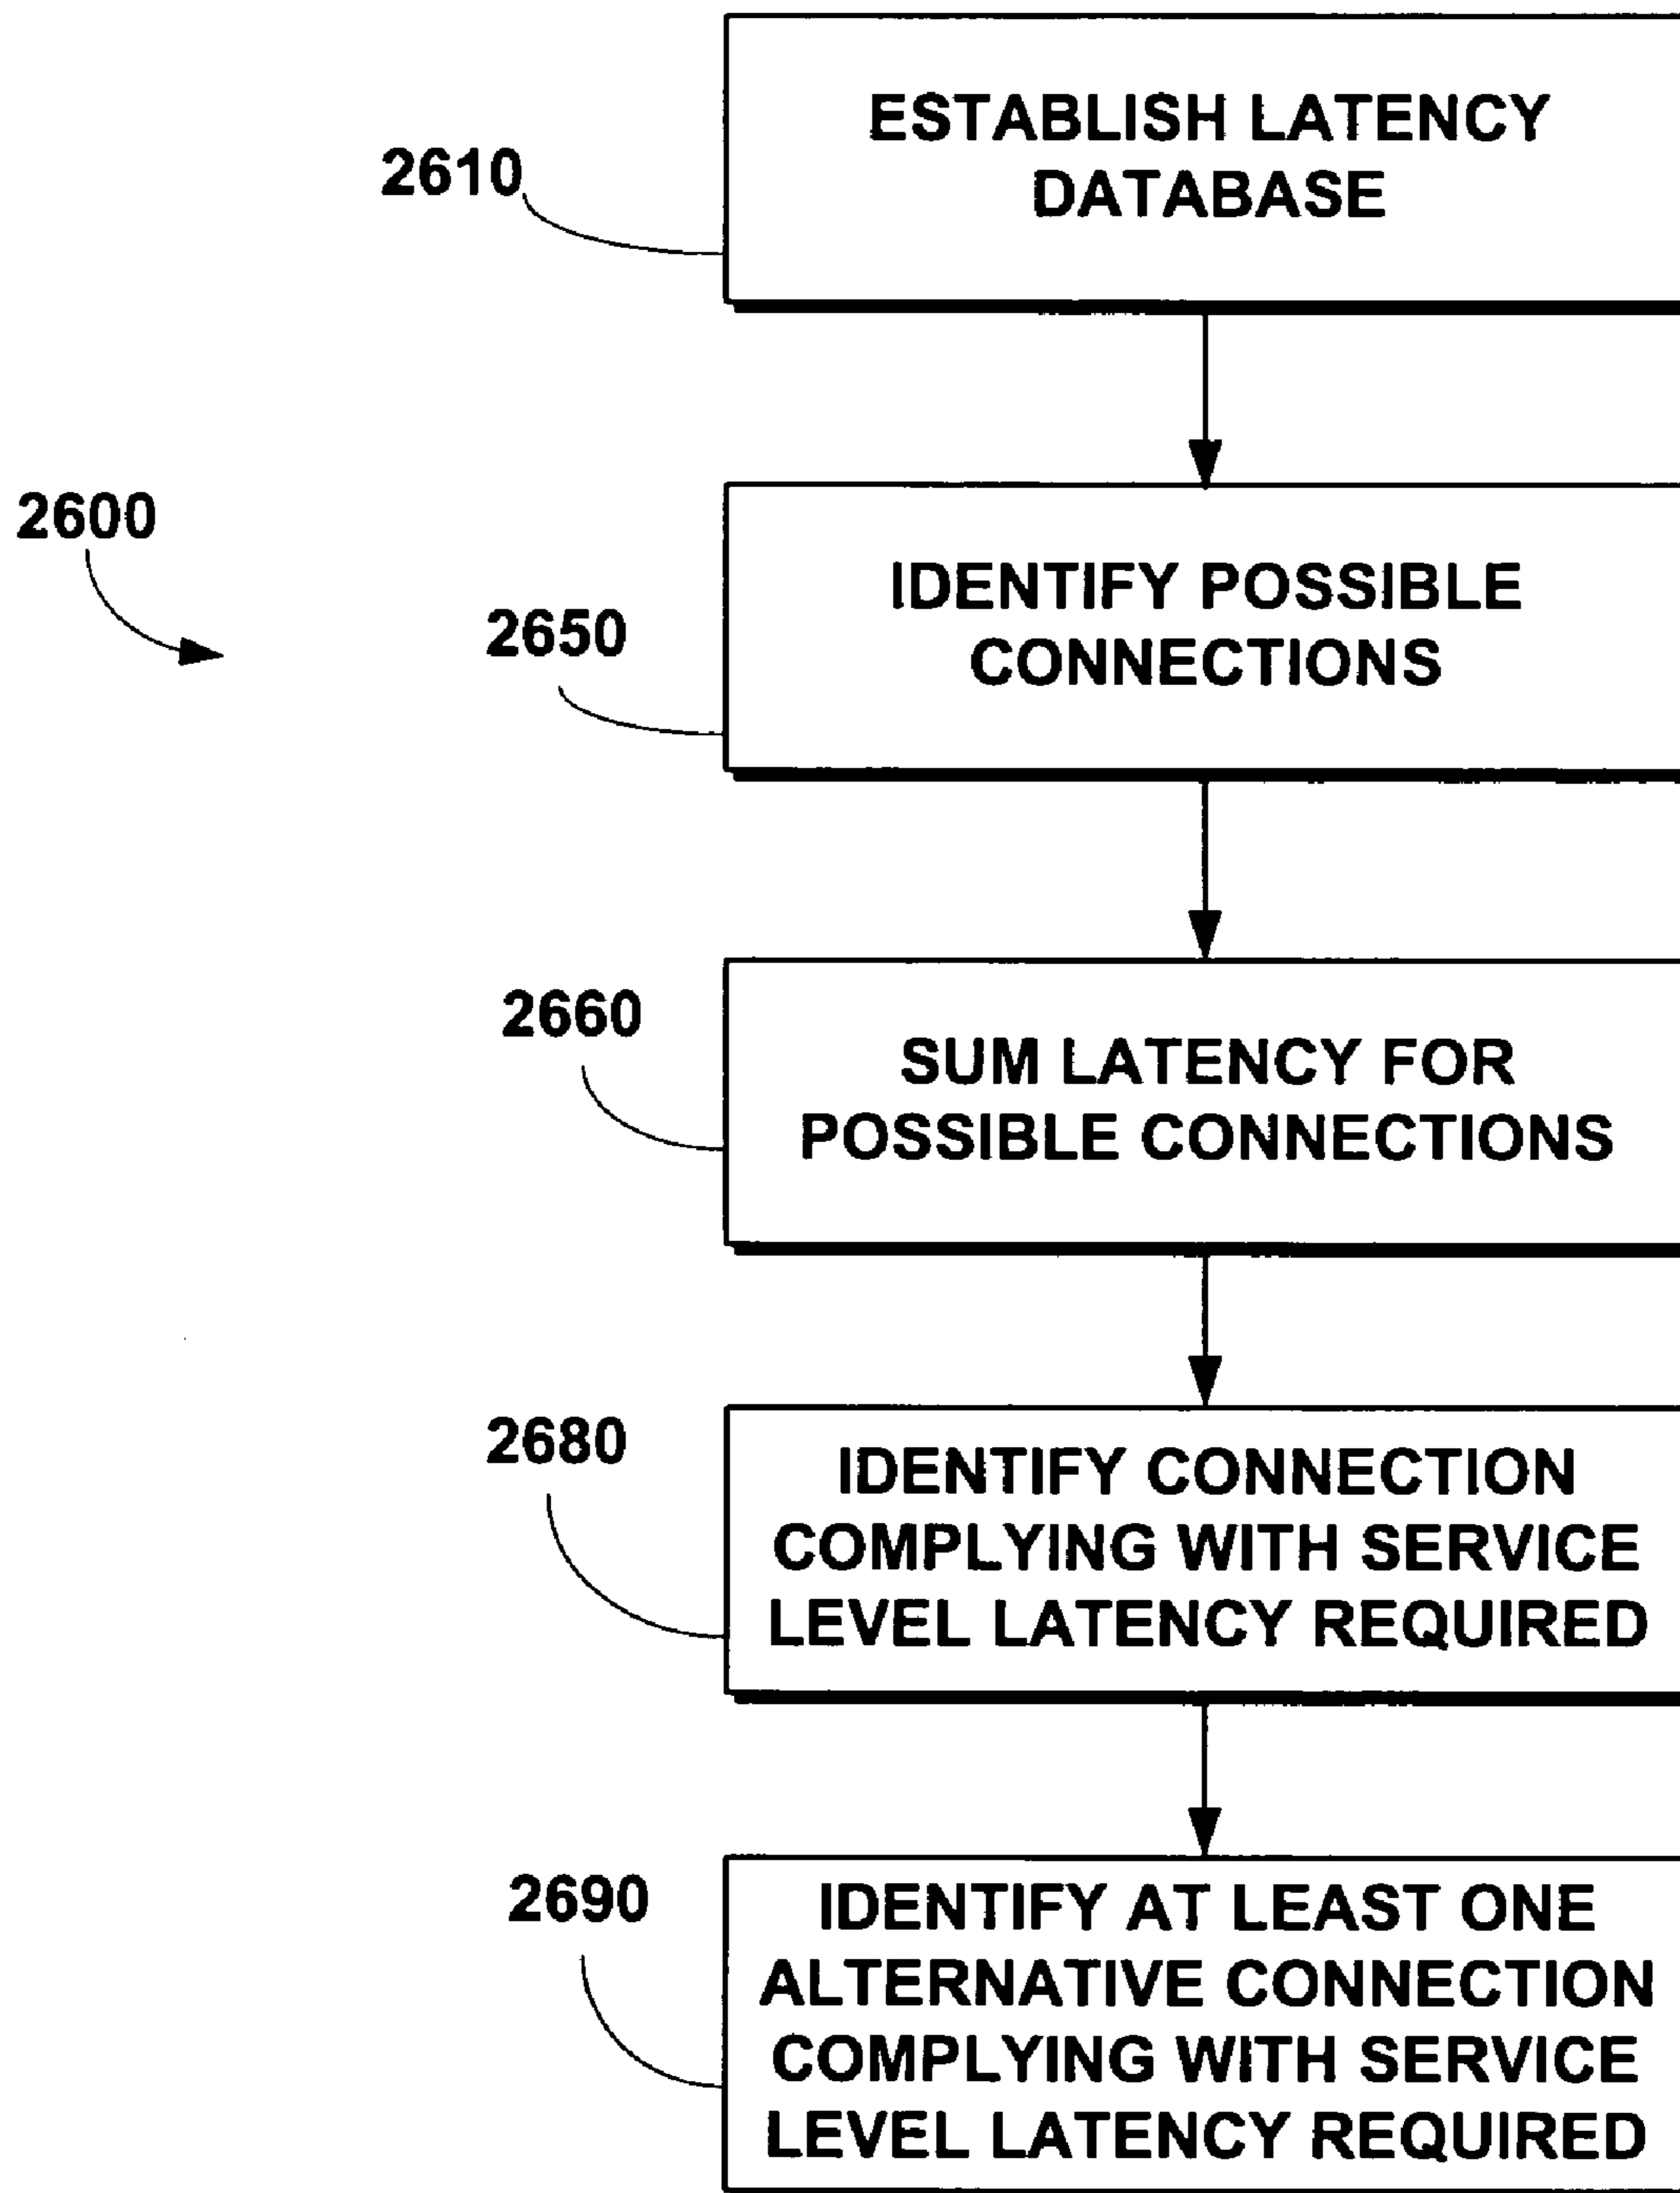 ESTABLISH LATENCY
DATABASE
2610
2600
IDENTIFY POSSIBLE
CONNECTIONS
2650
2660
SUM LATENCY FOR
POSSIBLE CONNECTIONS
2680
IDENTIFY CONNECTION
COMPLYING WITH SERVICE
LEVEL LATENCY REQUIRED
2690
IDENTIFY AT LEAST ONE
ALTERNATIVE CONNECTION
COMPLYING WITH SERVICE
LEVEL LATENCY REQUIRED